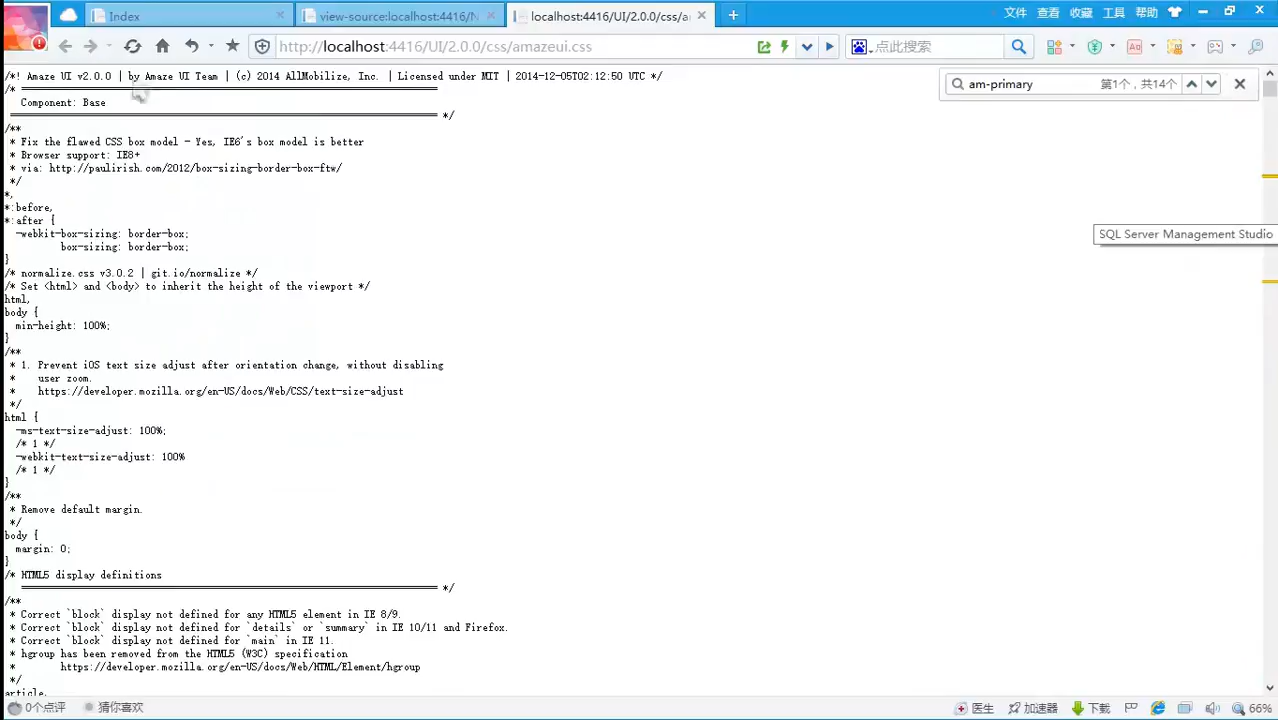 Index
view-source:localhost:4416/N
localhost:4416/UI/2.0.0/css/a
文件 查看 收藏 工具 帮助
http://localhost:4416/UI/2.0.0/css/amazeui.css
点此搜索
am-primary 第1个，共14个
/*! Amaze UI v2.0.0 | by Amaze UI Team | (c) 2014 AllMobilize, Inc. | Licensed under MIT | 2014-12-05T02:12:50 UTC */
/* ==========================================================================
Component: Base
========================================================================== */
/**
* Fix the flawed CSS box model - Yes, IE6's box model is better
* Browser support: IE8+
* via: http://paulirish.com/2012/box-sizing-border-box-ftw/
*/
*,
*:before,
*:after {
-webkit-box-sizing: border-box;
box-sizing: border-box;
}
SQL Server Management Studio
/* normalize.css v3.0.2 | git.io/normalize */
/* Set <html> and <body> to inherit the height of the viewport */
html,
body {
min-height: 100%;
}
/**
* 1. Prevent iOS text size adjust after orientation change, without disabling
* user zoom.
* https://developer.mozilla.org/en-US/docs/Web/CSS/text-size-adjust
*/
html {
-ms-text-size-adjust: 100%;
/* 1 */
-webkit-text-size-adjust: 100%
/* 1 */
}
/**
* Remove default margin.
*/
body {
margin: 0;
}
/* HTML5 display definitions
========================================================================== */
/**
* Correct `block` display not defined for any HTML5 element in IE 8/9.
* Correct `block` display not defined for `details` or `summary` in IE 10/11 and Firefox.
* Correct `block` display not defined for `main` in IE 11.
* hgroup has been removed from the HTML5 (W3C) specification
* https://developer.mozilla.org/en-US/docs/Web/HTML/Element/hgroup
*/
article,
0个点评 猜你喜欢 医生 加速器 下载 66%